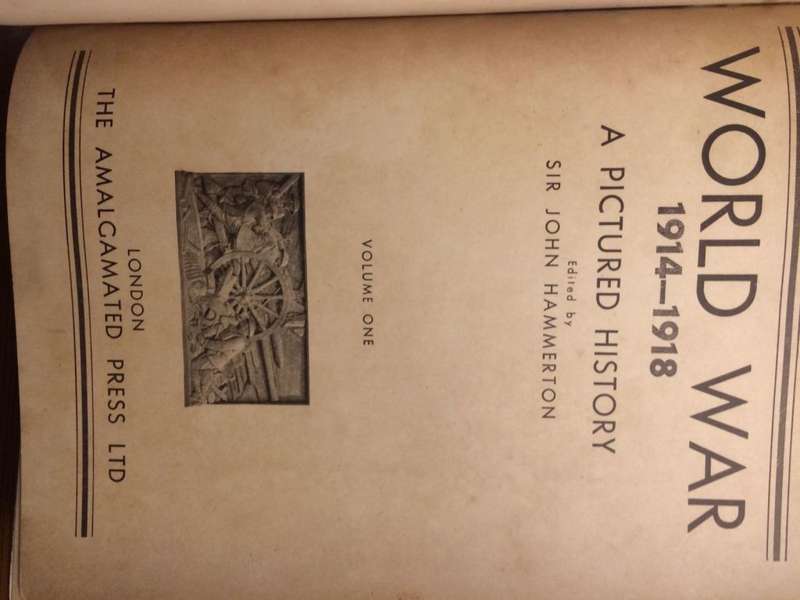 WORLD WAR
1914—1918
A PICTURED HISTORY
Edited by
SIR JOHN HAMMERTON
VOLUME ONE
LONDON
THE AMALGAMATED PRESS LTD